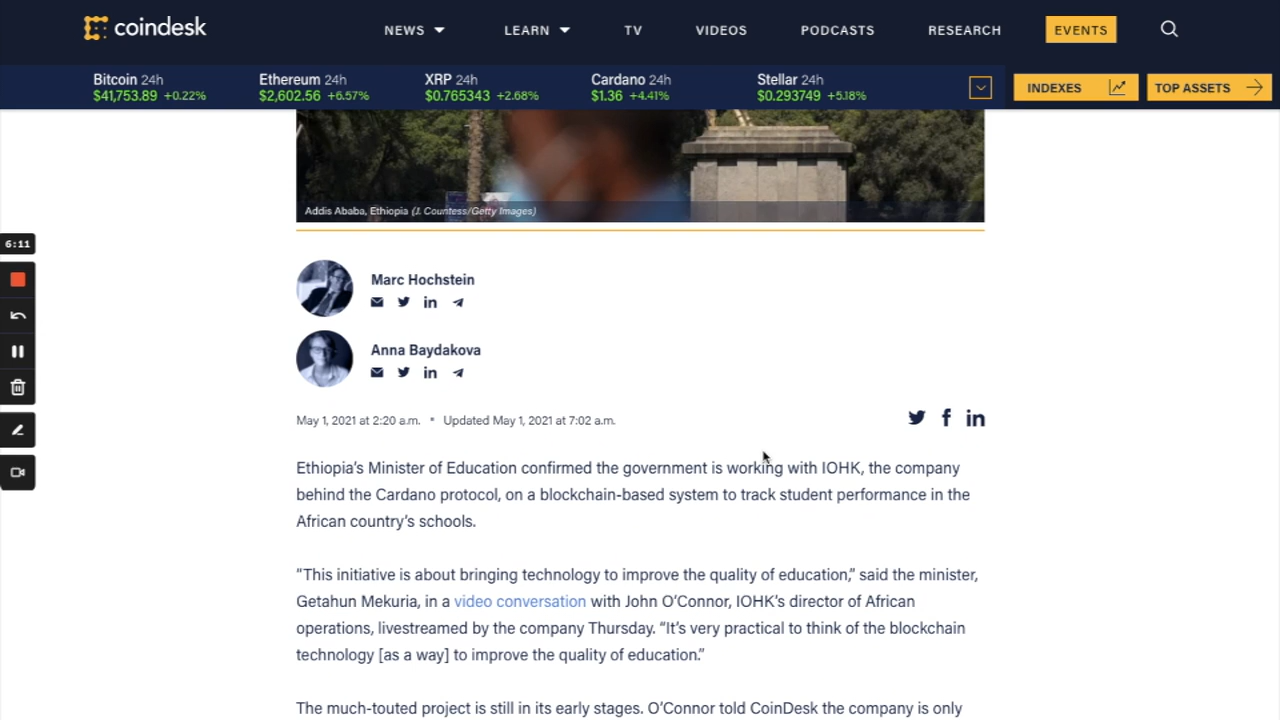 coindesk
NEWS LEARN TV VIDEOS PODCASTS RESEARCH EVENTS
Bitcoin 24h Ethereum 24h XRP 24h Cardano 24h Stellar 24h
$41,753.89 +0.22% $2,602.56 +6.57% $0.765343 +2.68% $1.36 +4.41% $0.293749 +5.18%
INDEXES TOP ASSETS
Addis Ababa, Ethiopia (J. Countess/Getty Images)
6:11
Marc Hochstein
Anna Baydakova
May 1, 2021 at 2:20 a.m. • Updated May 1, 2021 at 7:02 a.m.
Ethiopia’s Minister of Education confirmed the government is working with IOHK, the company
behind the Cardano protocol, on a blockchain-based system to track student performance in the
African country’s schools.
“This initiative is about bringing technology to improve the quality of education,” said the minister,
Getahun Mekuria, in a video conversation with John O’Connor, IOHK’s director of African
operations, livestreamed by the company Thursday. “It’s very practical to think of the blockchain
technology [as a way] to improve the quality of education.”
The much-touted project is still in its early stages. O’Connor told CoinDesk the company is only